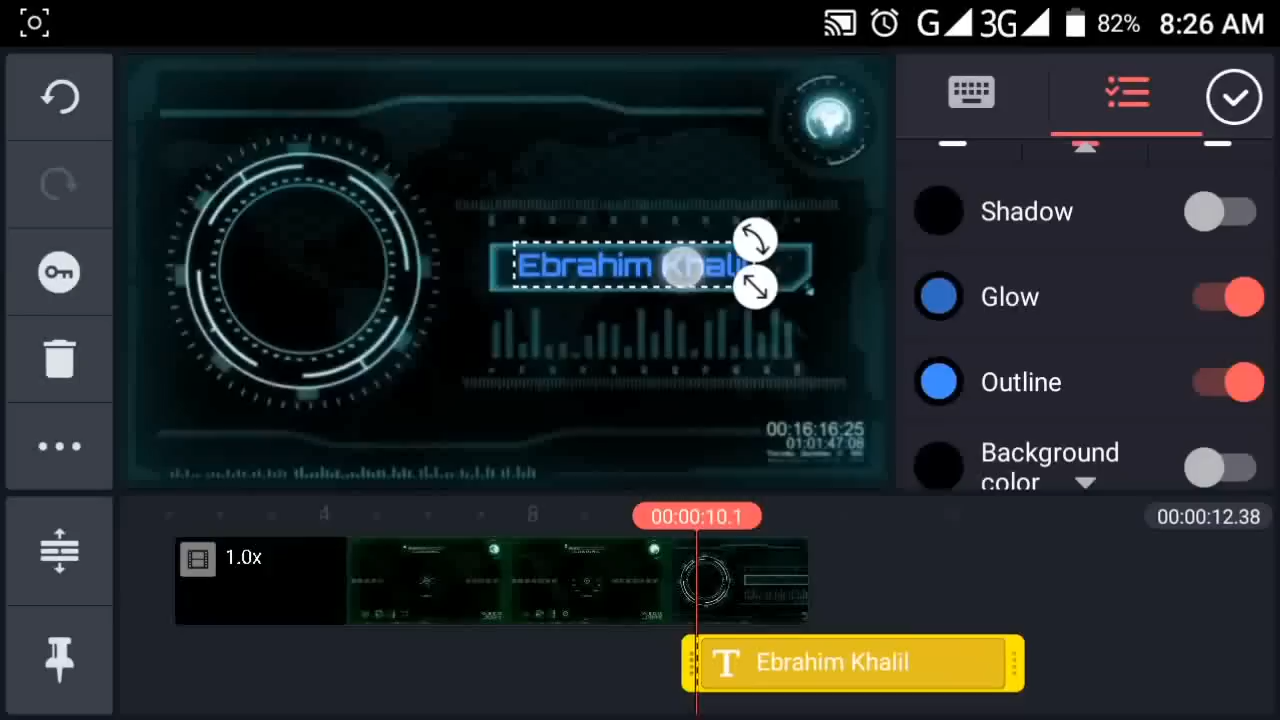 G 3G 82% 8:26 AM
Shadow
Ebrahim Khalil
Glow
Outline
00:16:16:25
01:01:47:08
Background
color
4 8 00:00:10.1 00:00:12.38
1.0x
T Ebrahim Khalil